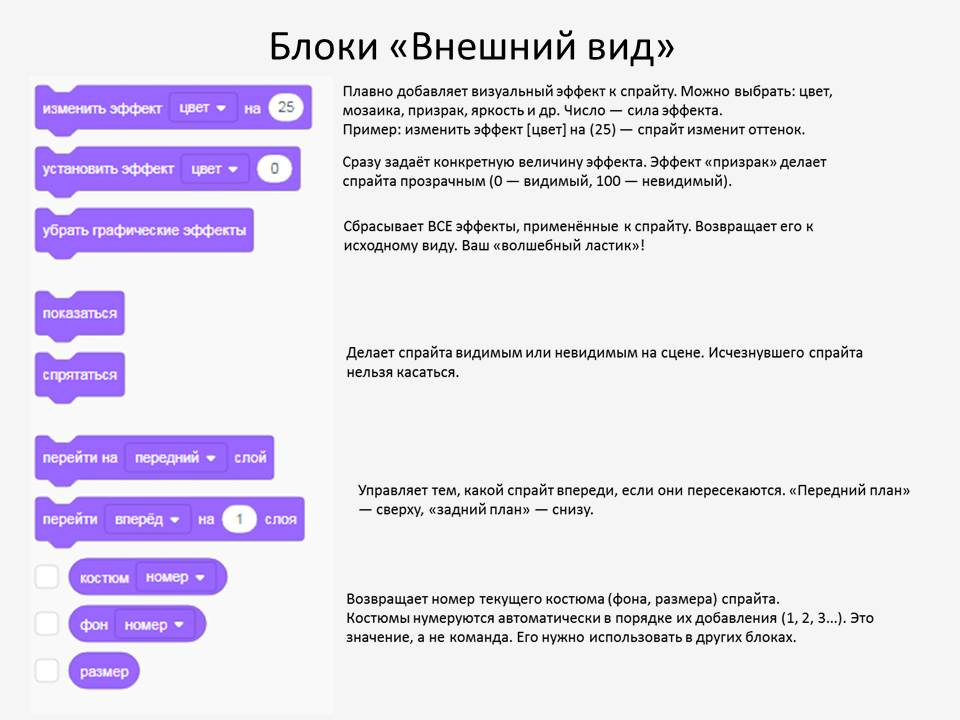 Блоки «Внешний вид»
изменить эффект цвет на 25
Плавно добавляет визуальный эффект к спрайту. Можно выбрать: цвет,
мозаика, призрак, яркость и др. Число — сила эффекта.
Пример: изменить эффект [цвет] на (25) — спрайт изменит оттенок.
установить эффект цвет 0
Сразу задаёт конкретную величину эффекта. Эффект «призрак» делает
спрайта прозрачным (0 — видимый, 100 — невидимый).
убрать графические эффекты
Сбрасывает ВСЕ эффекты, применённые к спрайту. Возвращает его к
исходному виду. Ваш «волшебный ластик»!
показаться
спрятаться
Делает спрайта видимым или невидимым на сцене. Исчезнувшего спрайта
нельзя касаться.
перейти на передний слой
перейти вперёд на 1 слоя
Управляет тем, какой спрайт впереди, если они пересекаются. «Передний план»
— сверху, «задний план» — снизу.
костюм номер
фон номер
размер
Возвращает номер текущего костюма (фона, размера) спрайта.
Костюмы нумеруются автоматически в порядке их добавления (1, 2, 3...). Это
значение, а не команда. Его нужно использовать в других блоках.